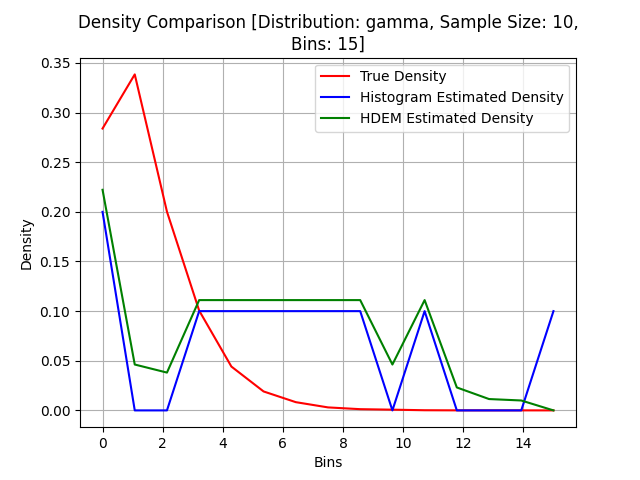 Density Comparison [Distribution: gamma, Sample Size: 10,
Bins: 15]
True Density
Histogram Estimated Density
HDEM Estimated Density
Density
0.35
0.30
0.25
0.20
0.15
0.10
0.05
0.00
0 2 4 6 8 10 12 14
Bins